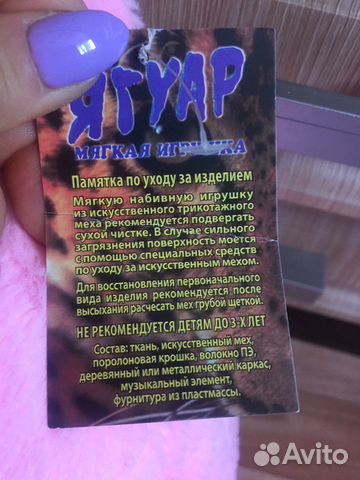 ЯГУАР
МЯГКАЯ ИГРУШКА
Памятка по уходу за изделием
Мягкую набивную игрушку
из искусственного трикотажного
меха рекомендуется подвергать
сухой чистке. В случае сильного
загрязнения поверхность моется
с помощью специальных средств
по уходу за искусственным мехом.
Для восстановления первоначального
вида изделия рекомендуется после
высыхания расчесать мех грубой щеткой.
НЕ РЕКОМЕНДУЕТСЯ ДЕТЯМ ДО 3-Х ЛЕТ
Состав: ткань, искусственный мех,
поролоновая крошка, волокно ПЭ,
деревянный или металлический каркас,
музыкальный элемент,
фурнитура из пластмассы.
Avito